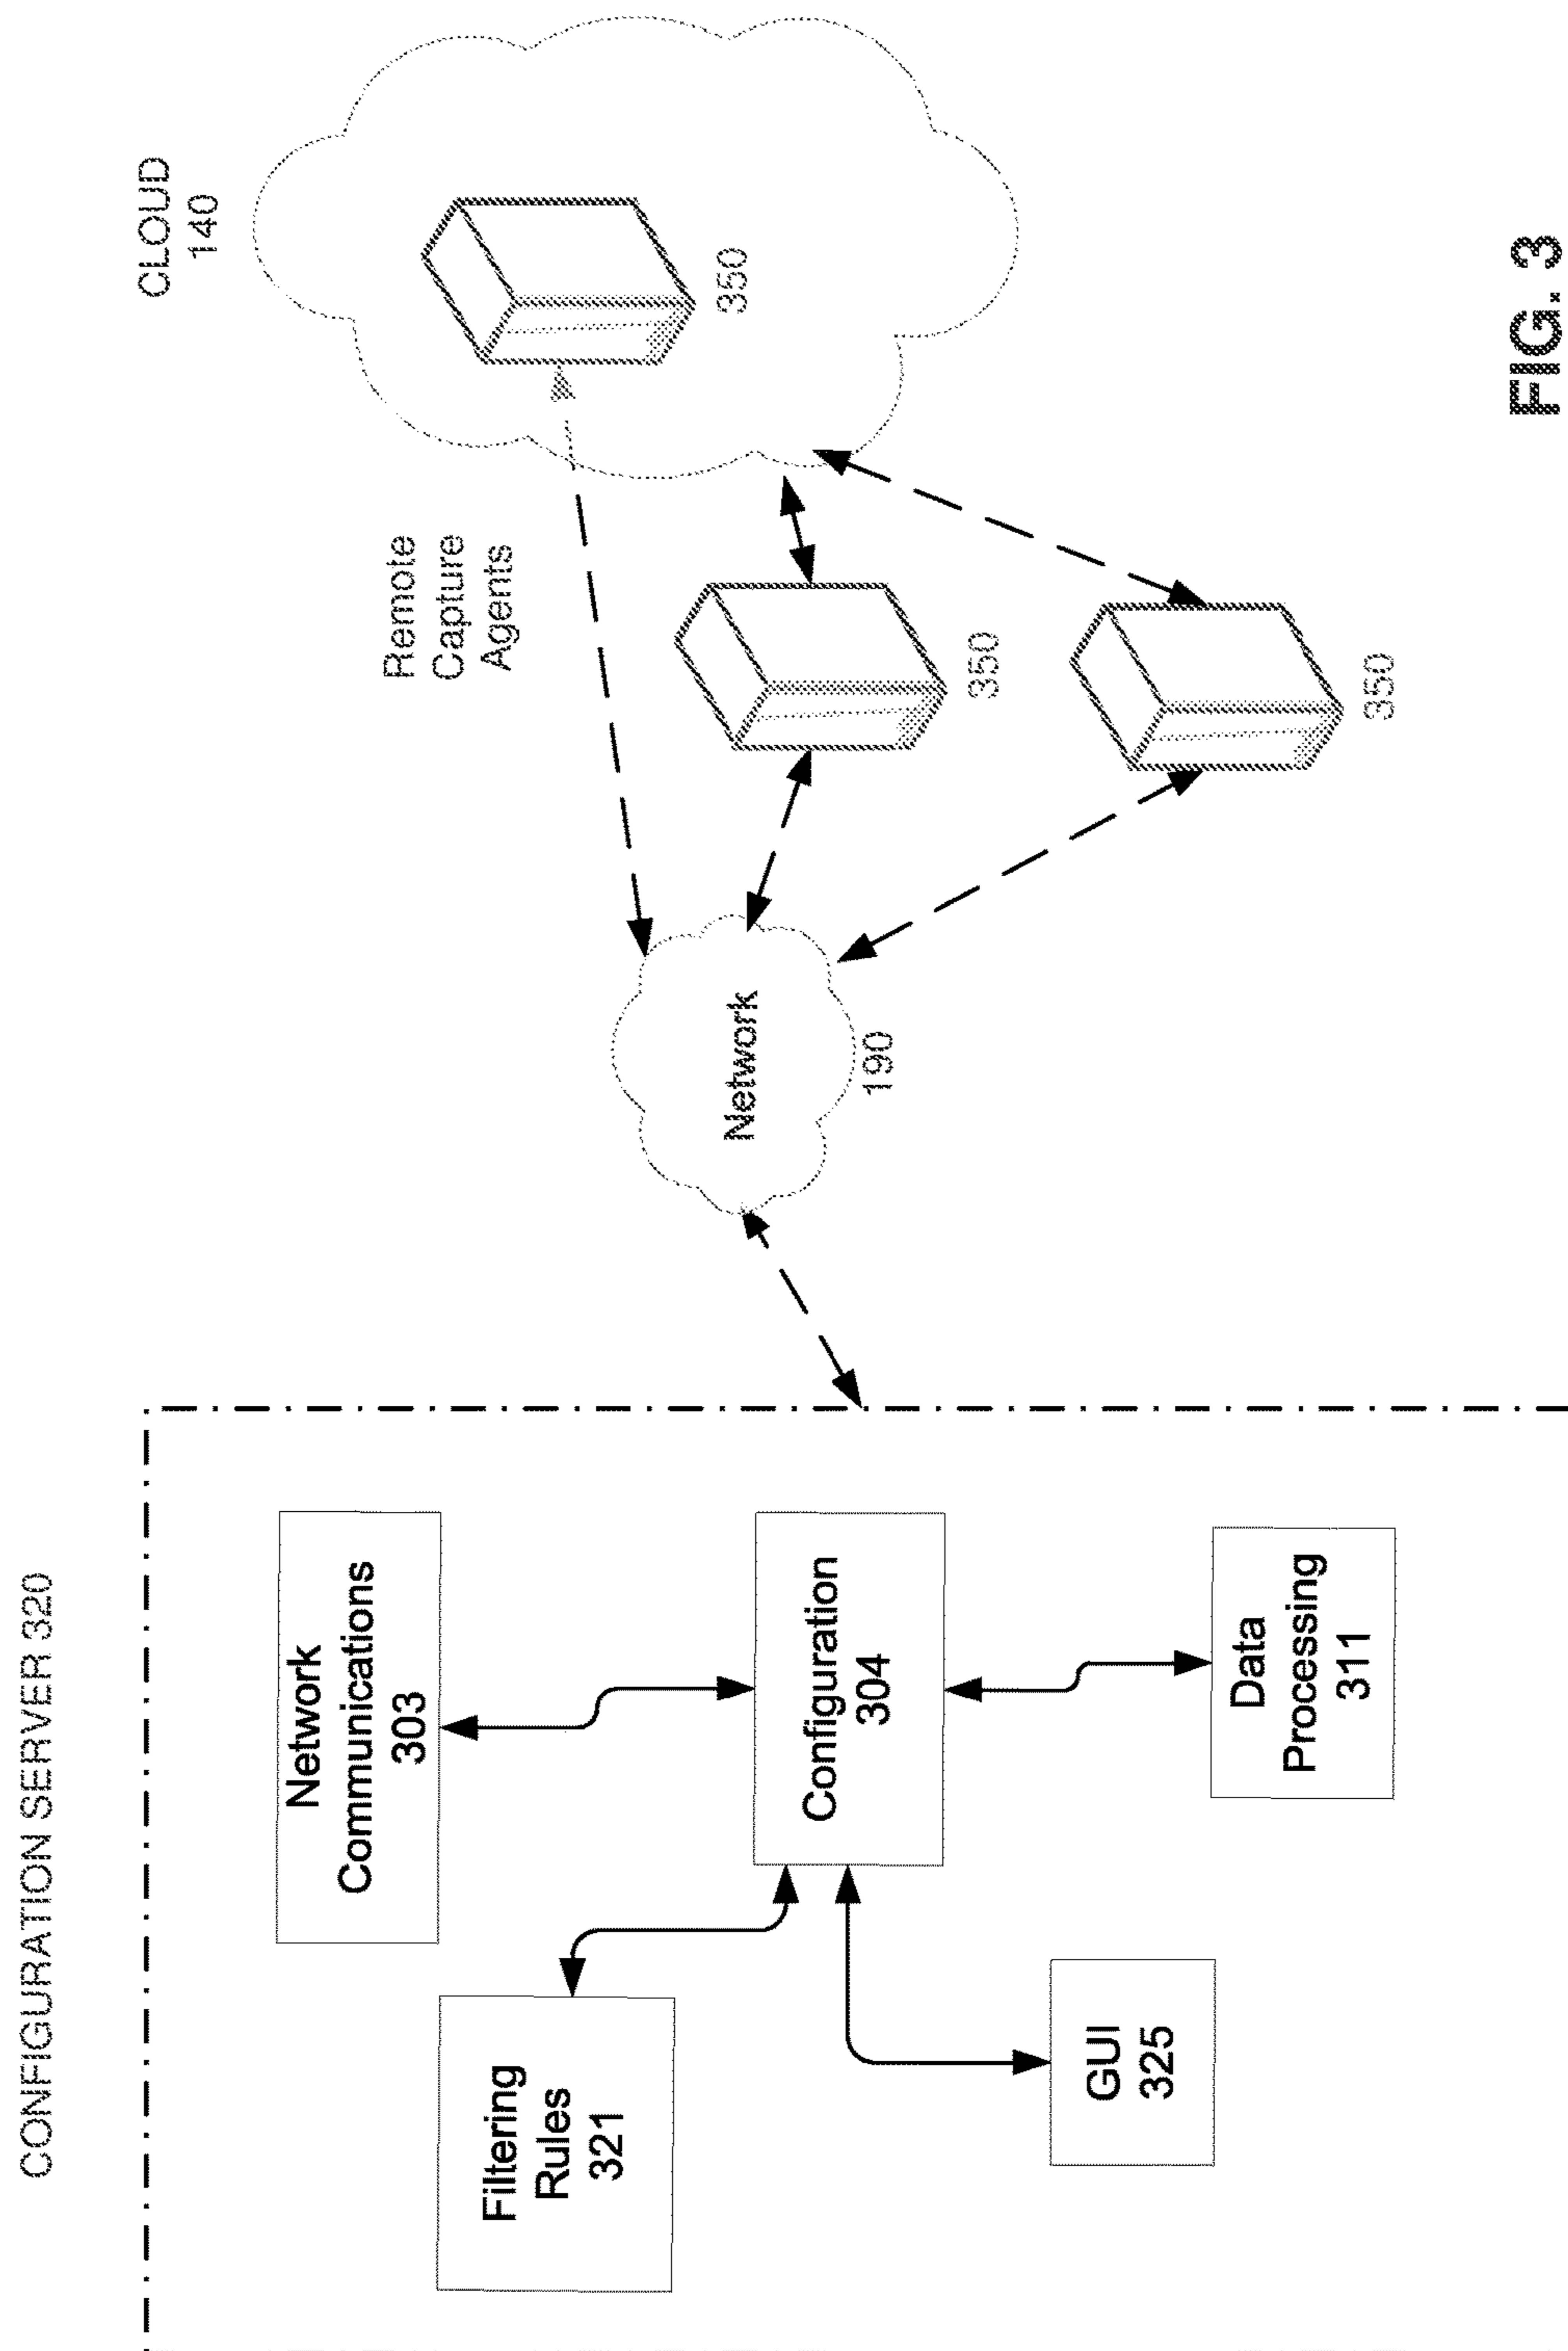 CONFIGURATION SERVER 320
Network
Communications
303
Filtering
Rules
321
Configuration
304
GUI
325
Data
Processing
311
Network
190
Remote
Capture
Agents
CLOUD
140
350
350
350
FIG. 3